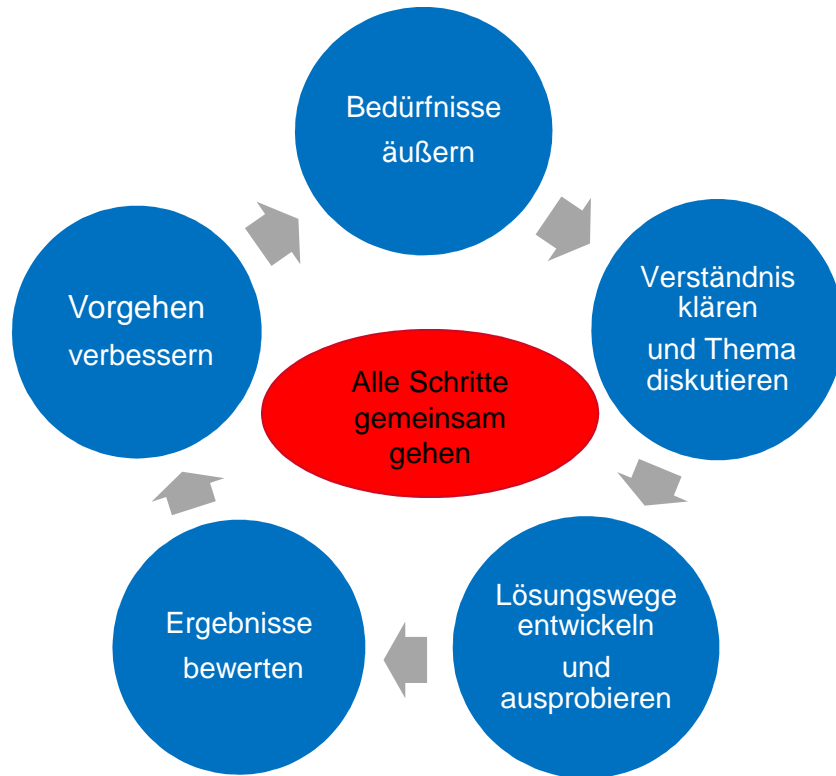 Bedürfnisse
äußern
Verständnis
klären
und Thema
diskutieren
Lösungswege
entwickeln
und
ausprobieren
Ergebnisse
bewerten
Vorgehen
verbessern
Alle Schritte
gemeinsam
gehen